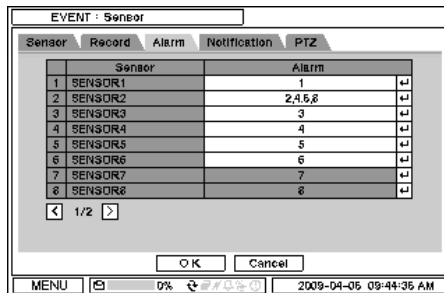 EVENT : Sensor
Sensor Record Alarm Notification PTZ
Sensor Alarm
1 SENSOR1 1
2 SENSOR2 2,4,6,8
3 SENSOR3 3
4 SENSOR4 4
5 SENSOR5 5
6 SENSOR6 6
7 SENSOR7 7
8 SENSOR8 8
< 1/2 >
OK Cancel
MENU 0% 2009-04-06 09:44:36 AM